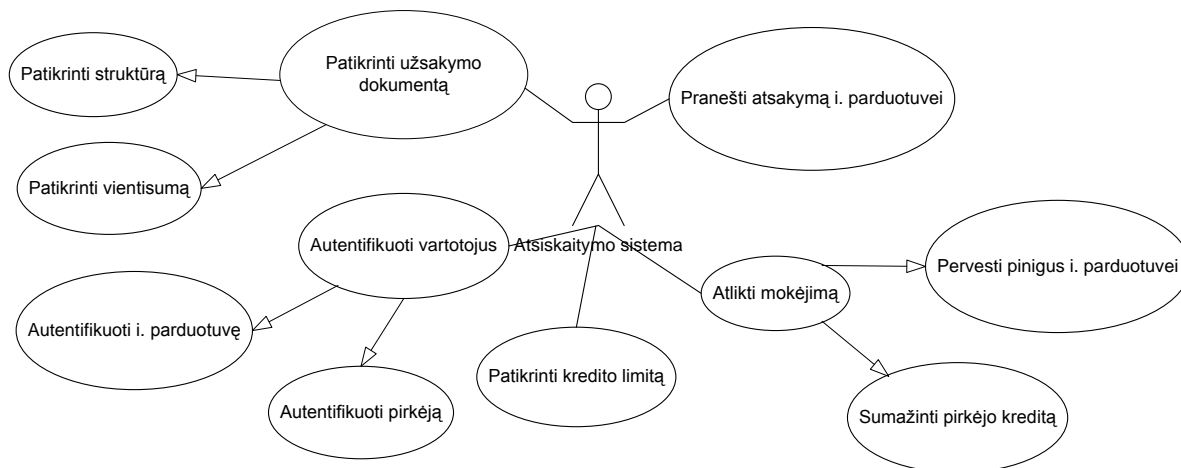 Patikrinti struktūrą
Patikrinti užsakymo
dokumentą
Pranešti atsakymą i. parduotuvei
Patikrinti vientisumą
Autentifikuoti vartotojus
Atsiskaitymo sistema
Pervesti pinigus i. parduotuvei
Atlikti mokėjimą
Autentifikuoti i. parduotuvę
Patikrinti kredito limitą
Autentifikuoti pirkėją
Sumažinti pirkėjo kreditą